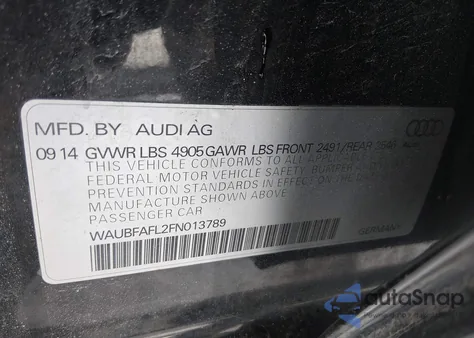 MFD. BY AUDI AG
09 14 GVWR LBS 4905 GAWR LBS FRONT 2491/REAR
THIS VEHICLE CONFORMS TO ALL APPLICABLE
FEDERAL MOTOR VEHICLE SAFETY, BUMPER AND
PREVENTION STANDARDS IN EFFECT ON THE
MANUFACTURE SHOWN ABOVE
PASSENGER CAR
WAUBFAFL2FN013789
GERMANY
autoSnap